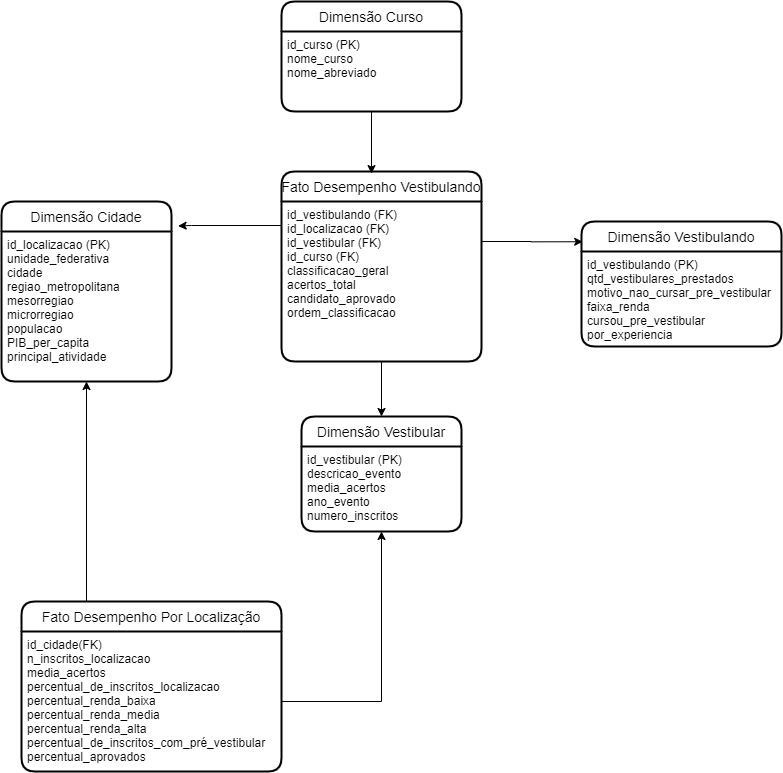 Dimensão Curso
id_curso (PK)
nome_curso
nome_abreviado
Fato Desempenho Vestibulando
id_vestibulando (FK)
id_localizacao (FK)
id_vestibular (FK)
id_curso (FK)
classificacao_geral
acertos_total
candidato_aprovado
ordem_classificacao
Dimensão Cidade
id_localizacao (PK)
unidade_federativa
cidade
regiao_metropolitana
mesorregiao
microrregiao
populacao
PIB_per_capita
principal_atividade
Dimensão Vestibulando
id_vestibulando (PK)
qtd_vestibulares_prestados
motivo_nao_cursar_pre_vestibular
faixa_renda
cursou_pre_vestibular
por_experiencia
Dimensão Vestibular
id_vestibular (PK)
descricao_evento
media_acertos
ano_evento
numero_inscritos
Fato Desempenho Por Localização
id_cidade(FK)
n_inscritos_localizacao
media_acertos
percentual_de_inscritos_localizacao
percentual_renda_baixa
percentual_renda_media
percentual_renda_alta
percentual_de_inscritos_com_pré_vestibular
percentual_aprovados